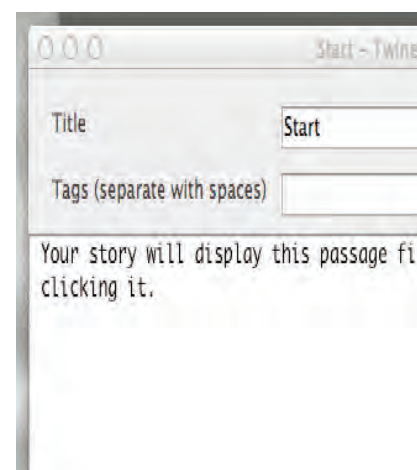 Start – Twine
Title
Start
Tags (separate with spaces)
Your story will display this passage fi
clicking it.